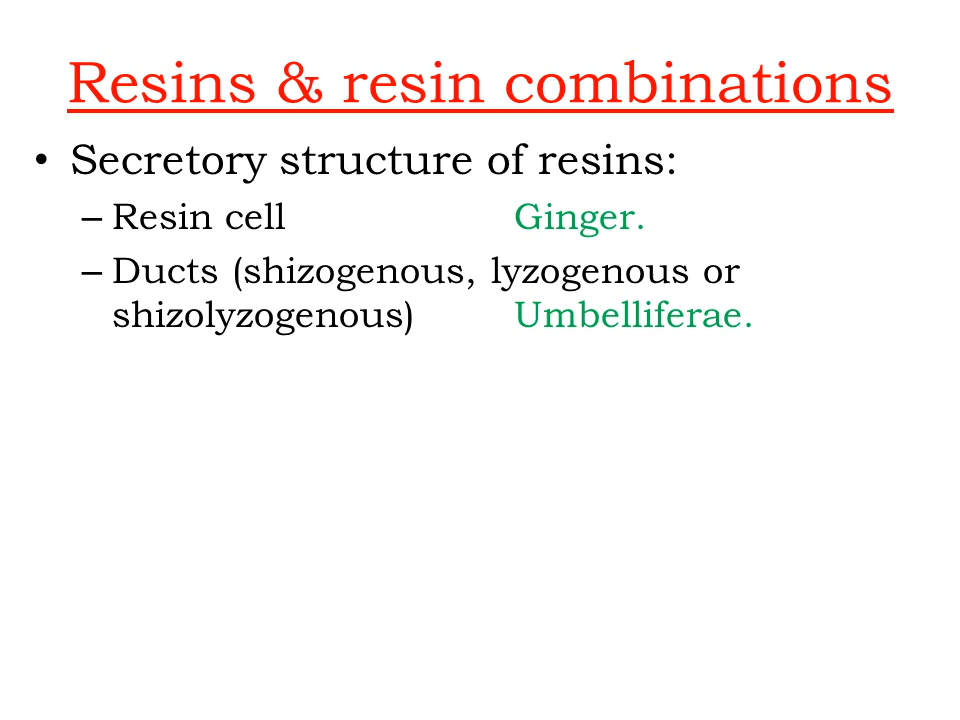 Resins & resin combinations
• Secretory structure of resins:
– Resin cell Ginger.
– Ducts (shizogenous, lyzogenous or
shizolyzogenous) Umbelliferae.